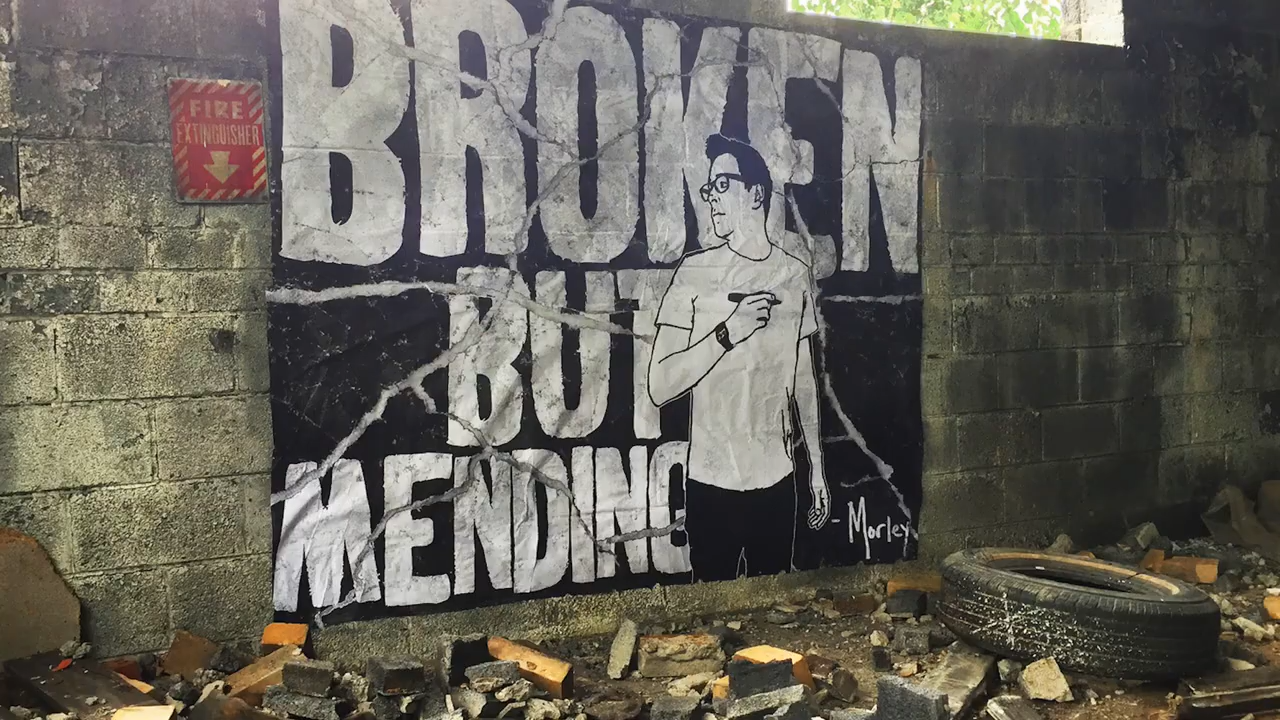 FIRE
EXTINGUISHER
BROKEN
BUT
MENDING
- Morley